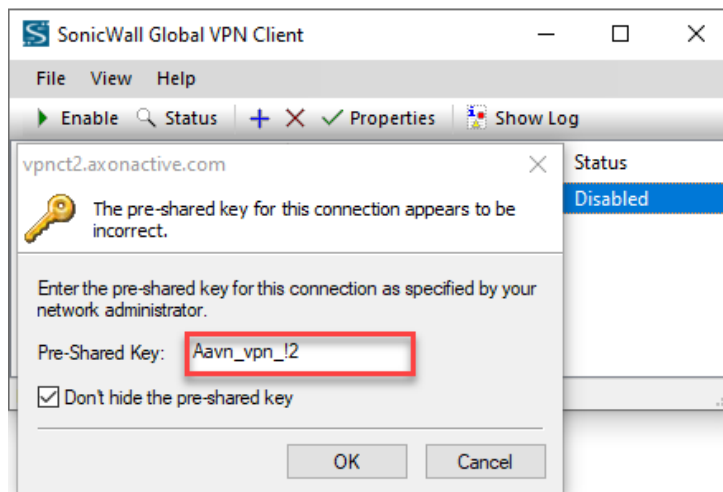 SonicWall Global VPN Client
File View Help
Enable Status Properties Show Log
vpnct2.axonactive.com
Status
The pre-shared key for this connection appears to be
incorrect.
Disabled
Enter the pre-shared key for this connection as specified by your
network administrator.
Pre-Shared Key: Aavn_vpn_!2
Don't hide the pre-shared key
OK Cancel